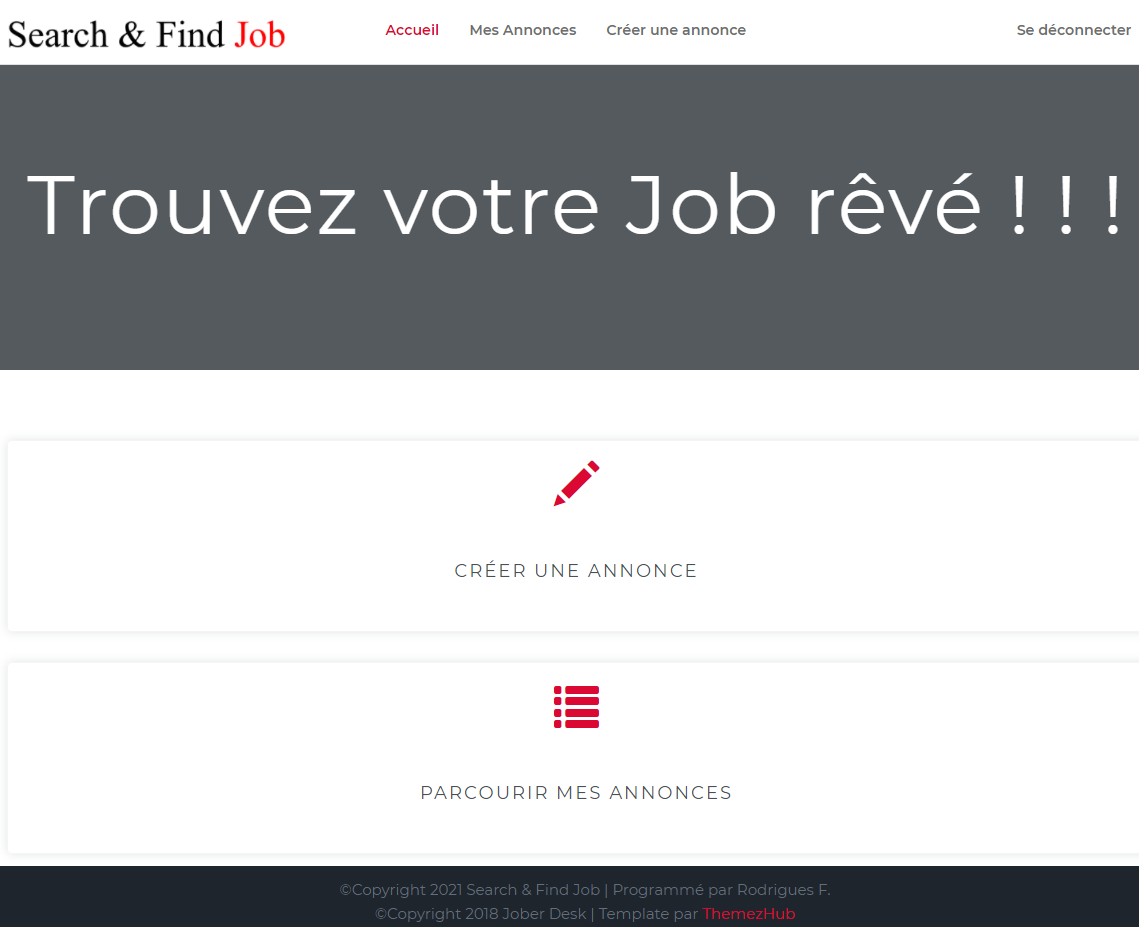 Search & Find Job
Accueil
Mes Annonces
Créer une annonce
Se déconnecter
Trouvez votre Job rêvé ! ! !
CRÉER UNE ANNONCE
PARCOURIR MES ANNONCES
©Copyright 2021 Search & Find Job | Programmé par Rodrigues F.
©Copyright 2018 Jober Desk | Template par ThemezHub